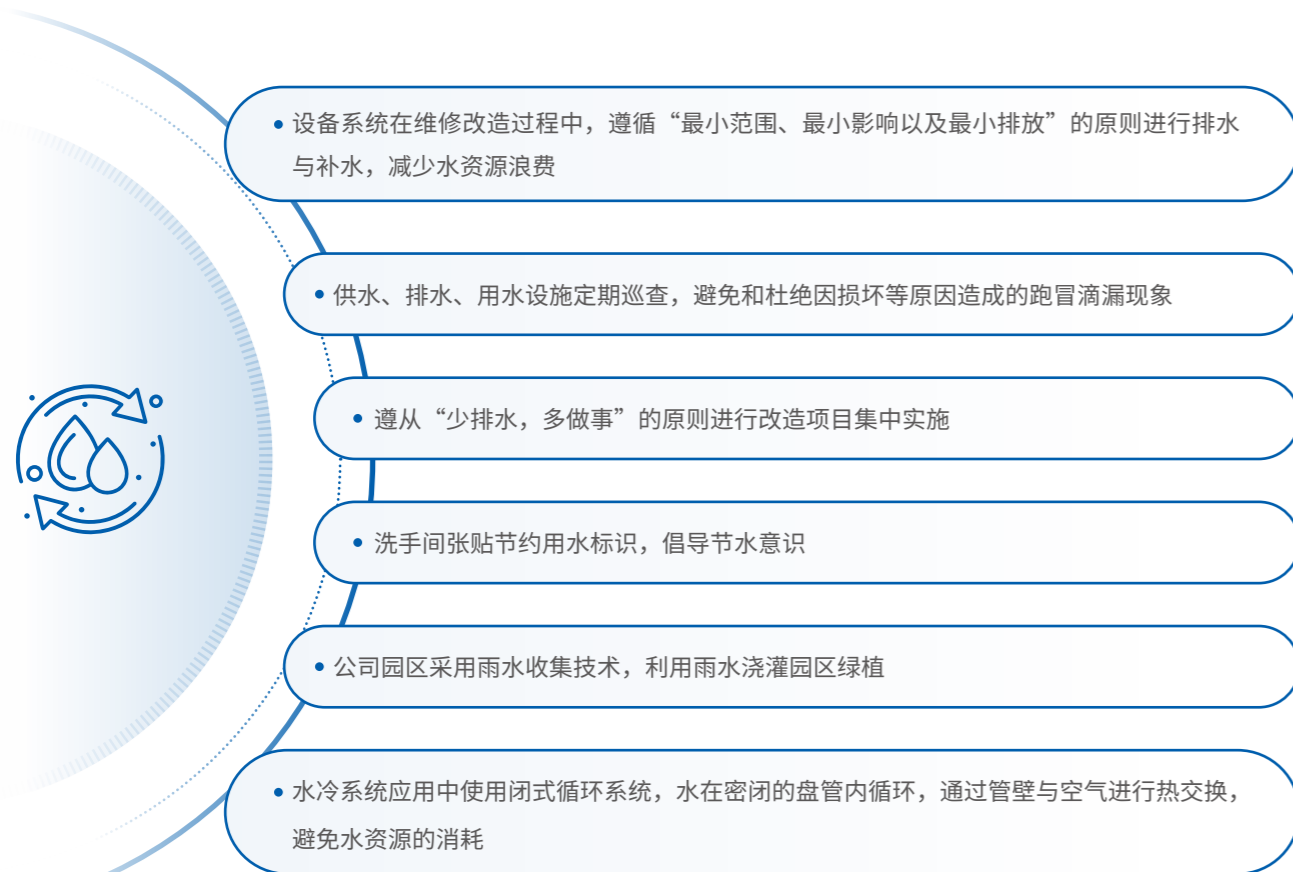 • 设备系统在维修改造过程中，遵循“最小范围、最小影响以及最小排放”的原则进行排水
与补水，减少水资源浪费
• 供水、排水、用水设施定期巡查，避免和杜绝因损坏等原因造成的跑冒滴漏现象
• 遵从“少排水，多做事”的原则进行改造项目集中实施
• 洗手间张贴节约用水标识，倡导节水意识
• 公司园区采用雨水收集技术，利用雨水浇灌园区绿植
• 水冷系统应用中使用闭式循环系统，水在密闭的盘管内循环，通过管壁与空气进行热交换，
避免水资源的消耗